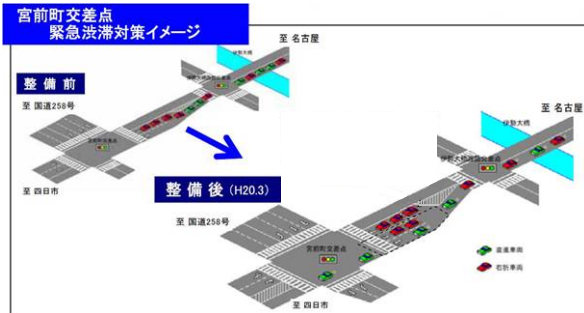 宮前町交差点
緊急渋滞対策イメージ
至 名古屋
伊勢大橋
整備前
至 国道258号
宮前町交差点
至 四日市
整備後(H20.3)
至 名古屋
伊勢大橋
至 国道258号
宮前町交差点
直進車両
右折車両
至 四日市